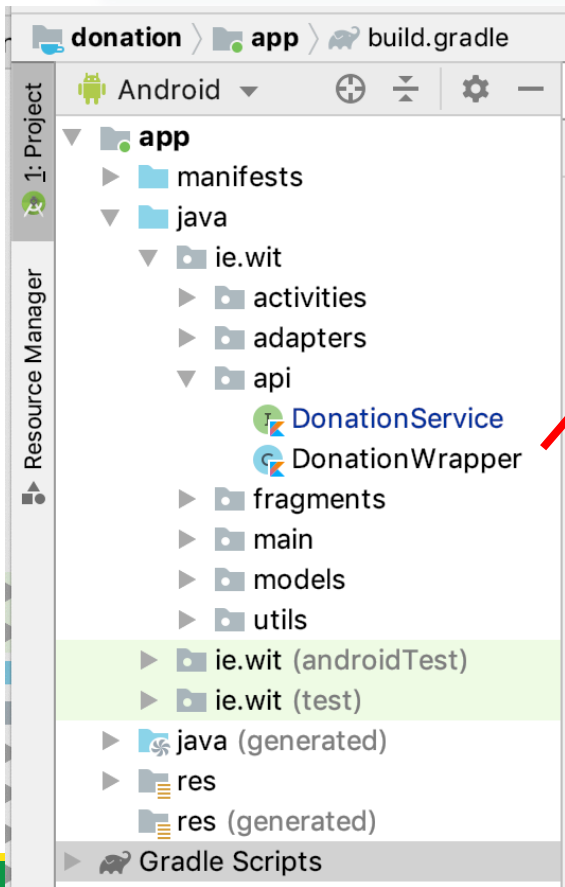 donation app build.gradle
Android
1: Project
Resource Manager
app
manifests
java
ie.wit
activities
adapters
api
I DonationService
C DonationWrapper
fragments
main
models
utils
ie.wit (androidTest)
ie.wit (test)
java (generated)
res
res (generated)
Gradle Scripts